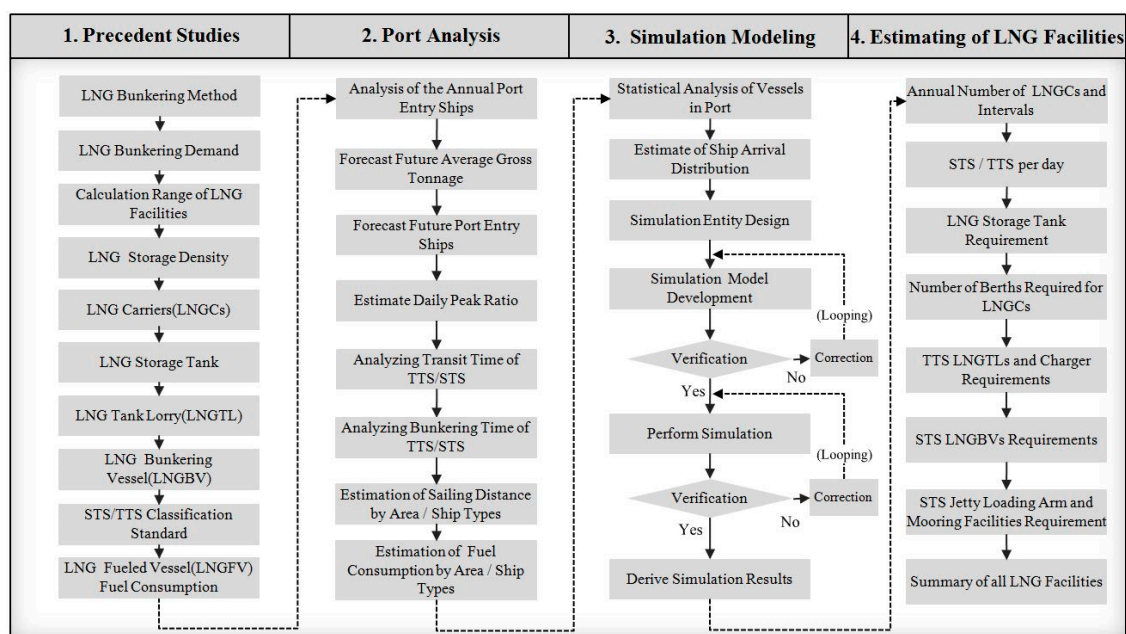 1. Precedent Studies
2. Port Analysis
3. Simulation Modeling
4. Estimating of LNG Facilities
LNG Bunkering Method
LNG Bunkering Demand
Calculation Range of LNG
Facilities
LNG Storage Density
LNG Carriers(LNGCs)
LNG Storage Tank
LNG Tank Lorry(LNGTL)
LNG Bunkering
Vessel(LNGBV)
STS/TTS Classification
Standard
LNG Fueled Vessel(LNGFV)
Fuel Consumption
Analysis of the Annual Port
Entry Ships
Forecast Future Average Gross
Tonnage
Forecast Future Port Entry
Ships
Estimate Daily Peak Ratio
Analyzing Transit Time of
TTS/STS
Analyzing Bunkering Time of
TTS/STS
Estimation of Sailing Distance
by Area / Ship Types
Estimation of Fuel
Consumption by Area / Ship
Types
Statistical Analysis of Vessels
in Port
Estimate of Ship Arrival
Distribution
Simulation Entity Design
Simulation Model
Development
(Looping)
Verification
Correction
No
Yes
Perform Simulation
(Looping)
Verification
Correction
No
Yes
Derive Simulation Results
Annual Number of LNGCs and
Intervals
STS / TTS per day
LNG Storage Tank
Requirement
Number of Berths Required for
LNGCs
TTS LNGTLs and Charger
Requirements
STS LNGBVs Requirements
STS Jetty Loading Arm and
Mooring Facilities Requirement
Summary of all LNG Facilities